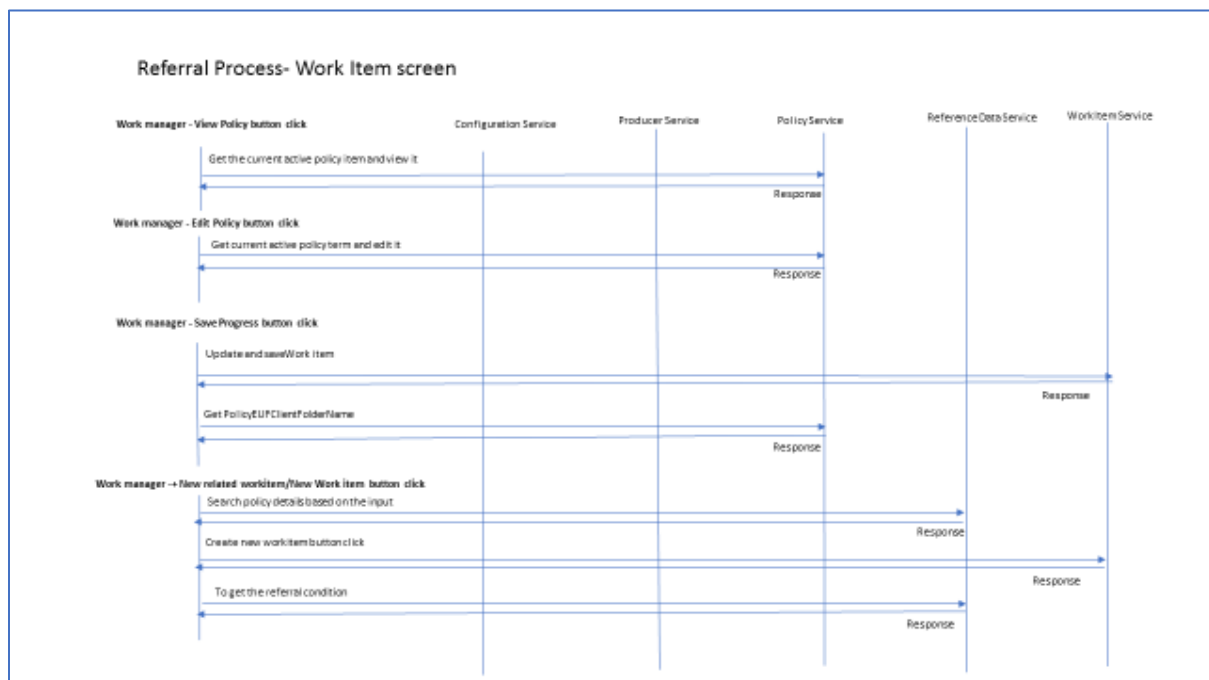 Referral Process- Work Item screen
Work manager - View Policy button click
Configuration Service
Producer Service
Policy Service
Reference Data Service
WorkItem Service
Get the current active policy item and view it
Response
Work manager - Edit Policy button click
Get current active policy term and edit it
Response
Work manager - Save Progress button click
Update and saveWork item
Response
Get PolicyEUPClientFolderName
Response
Work manager → New related workitem/New Work item button click
Search policy details based on the input
Response
Create new workitem button click
Response
To get the referral condition
Response